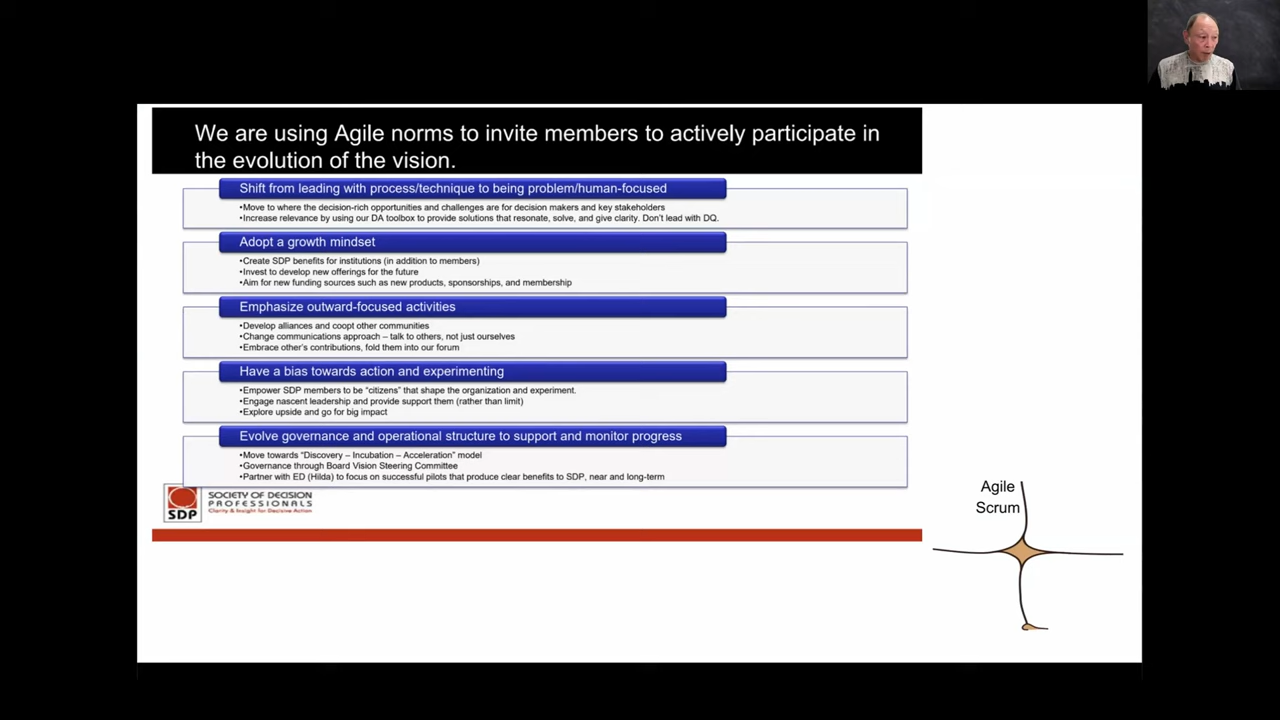 We are using Agile norms to invite members to actively participate in
the evolution of the vision.
Shift from leading with process/technique to being problem/human-focused
•Move to where the decision-rich opportunities and challenges are for decision makers and key stakeholders
•Increase relevance by using our DA toolbox to provide solutions that resonate, solve, and give clarity. Don't lead with DQ.
Adopt a growth mindset
•Create SDP benefits for institutions (in addition to members)
•Invest to develop new offerings for the future
•Aim for new funding sources such as new products, sponsorships, and membership
Emphasize outward-focused activities
•Develop alliances and coopt other communities
•Change communications approach – talk to others, not just ourselves
•Embrace other's contributions, fold them into our forum
Have a bias towards action and experimenting
•Empower SDP members to be “citizens” that shape the organization and experiment.
•Engage nascent leadership and provide support them (rather than limit)
•Explore upside and go for big impact
Evolve governance and operational structure to support and monitor progress
•Move towards “Discovery – Incubation – Acceleration” model
•Governance through Board Vision Steering Committee
•Partner with ED (Hilda) to focus on successful pilots that produce clear benefits to SDP, near and long-term
SDP
SOCIETY OF DECISION
PROFESSIONALS
Clarity & Insight for Decisive Action
Agile
Scrum